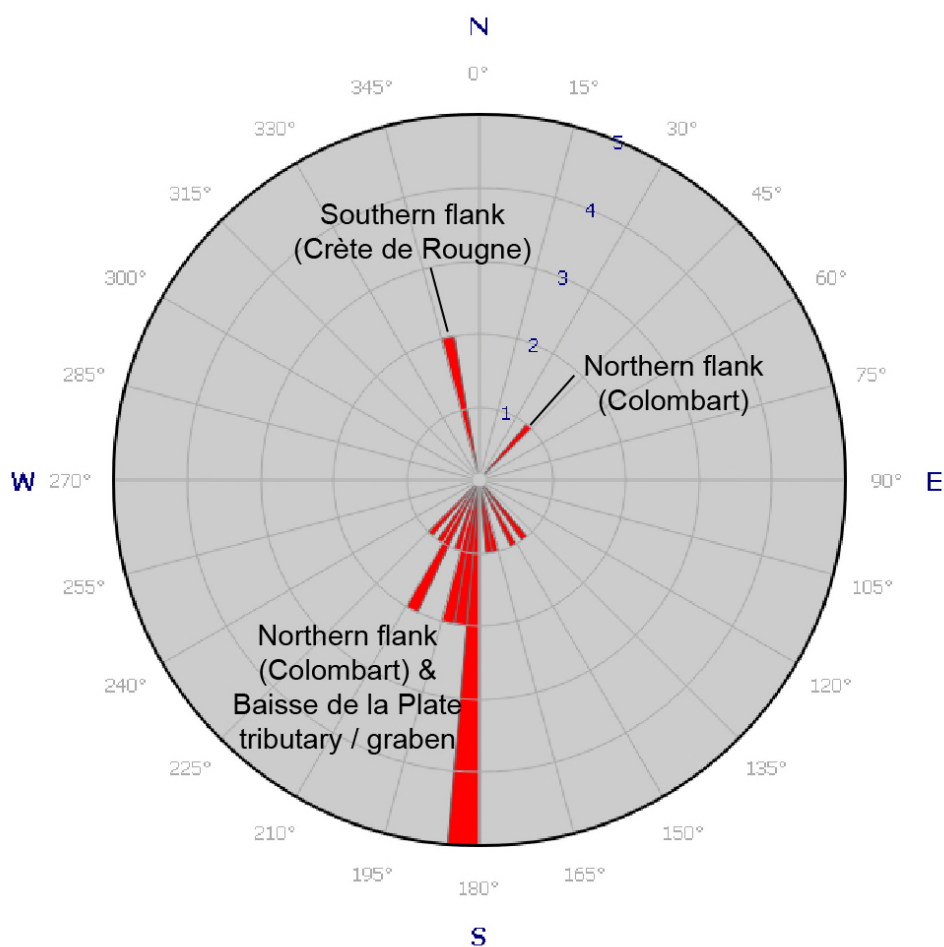 N
0°
345°
15°
330°
30°
5
315°
45°
4
Southern flank
(Crète de Rougne)
300°
60°
3
2
Northern flank
(Colombart)
285°
75°
1
W
270°
90°
E
255°
105°
Northern flank
(Colombart) &
Baisse de la Plate
tributary / graben
240°
120°
225°
135°
210°
150°
195°
165°
180°
S